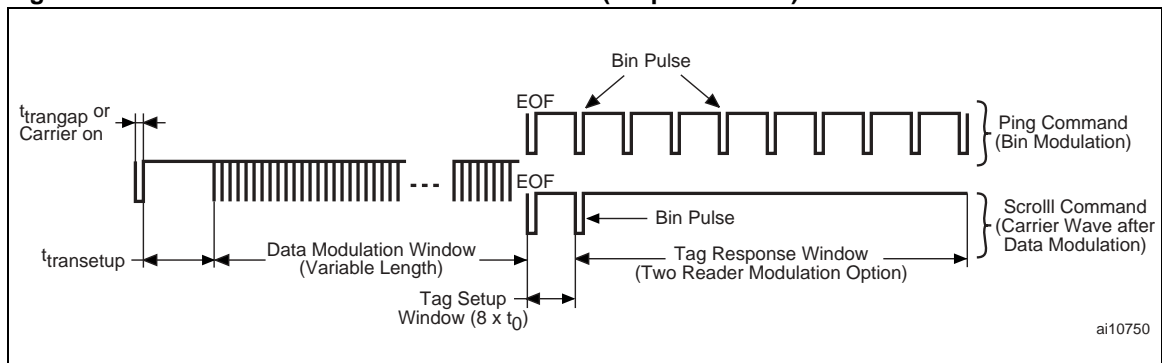 Bin Pulse
EOF
t_trangap or
Carrier on
Ping Command
(Bin Modulation)
EOF
Bin Pulse
Scrolll Command
(Carrier Wave after
Data Modulation)
t_transetup
Data Modulation Window
(Variable Length)
Tag Response Window
(Two Reader Modulation Option)
Tag Setup
Window (8 x t0)
ai10750